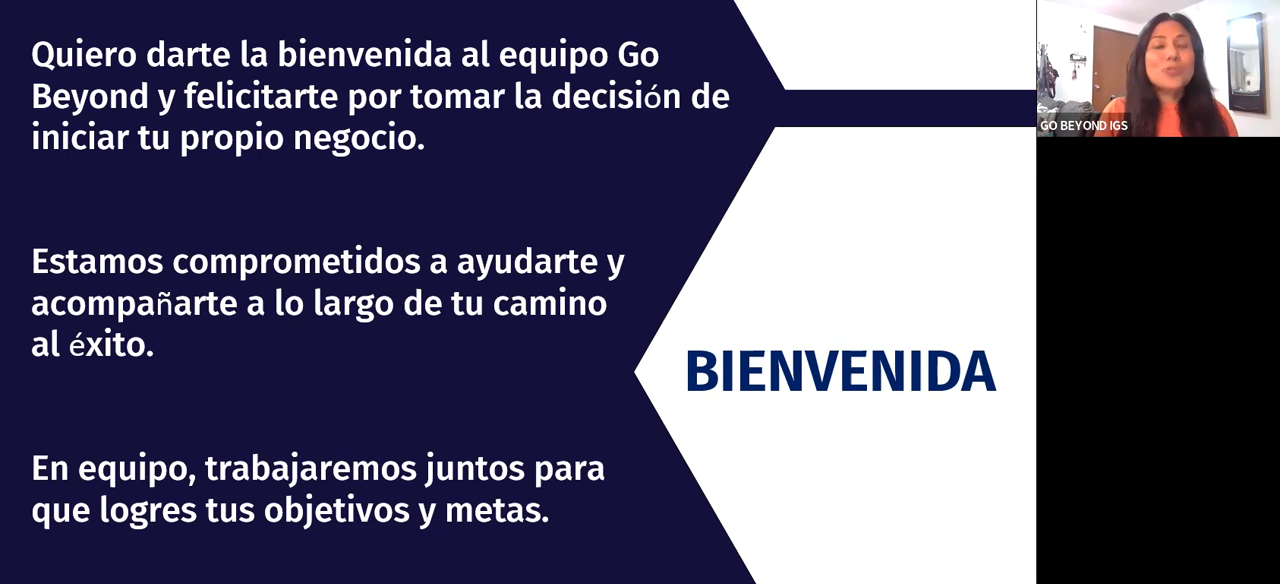 Quiero darte la bienvenida al equipo Go
Beyond y felicitarte por tomar la decisión de
iniciar tu propio negocio.
Estamos comprometidos a ayudarte y
acompañarte a lo largo de tu camino
al éxito.
En equipo, trabajaremos juntos para
que logres tus objetivos y metas.
BIENVENIDA
GO BEYOND IGS